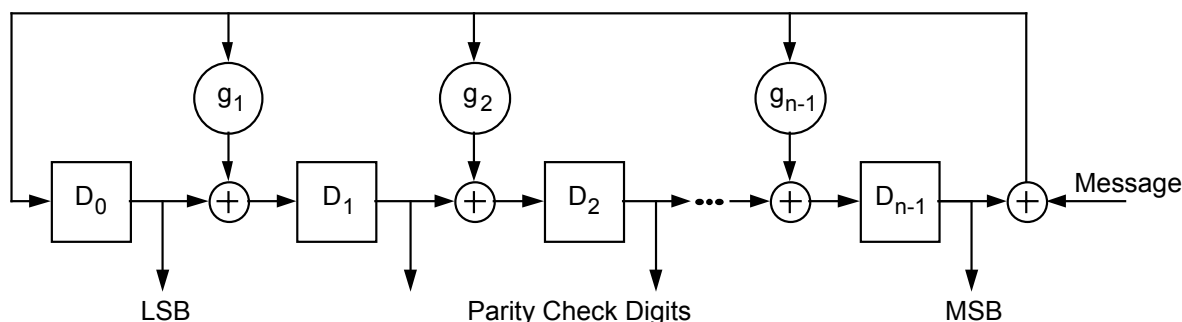 g1 g2 gn-1
D0 + D1 + D2 ••• + Dn-1 + Message
LSB Parity Check Digits MSB